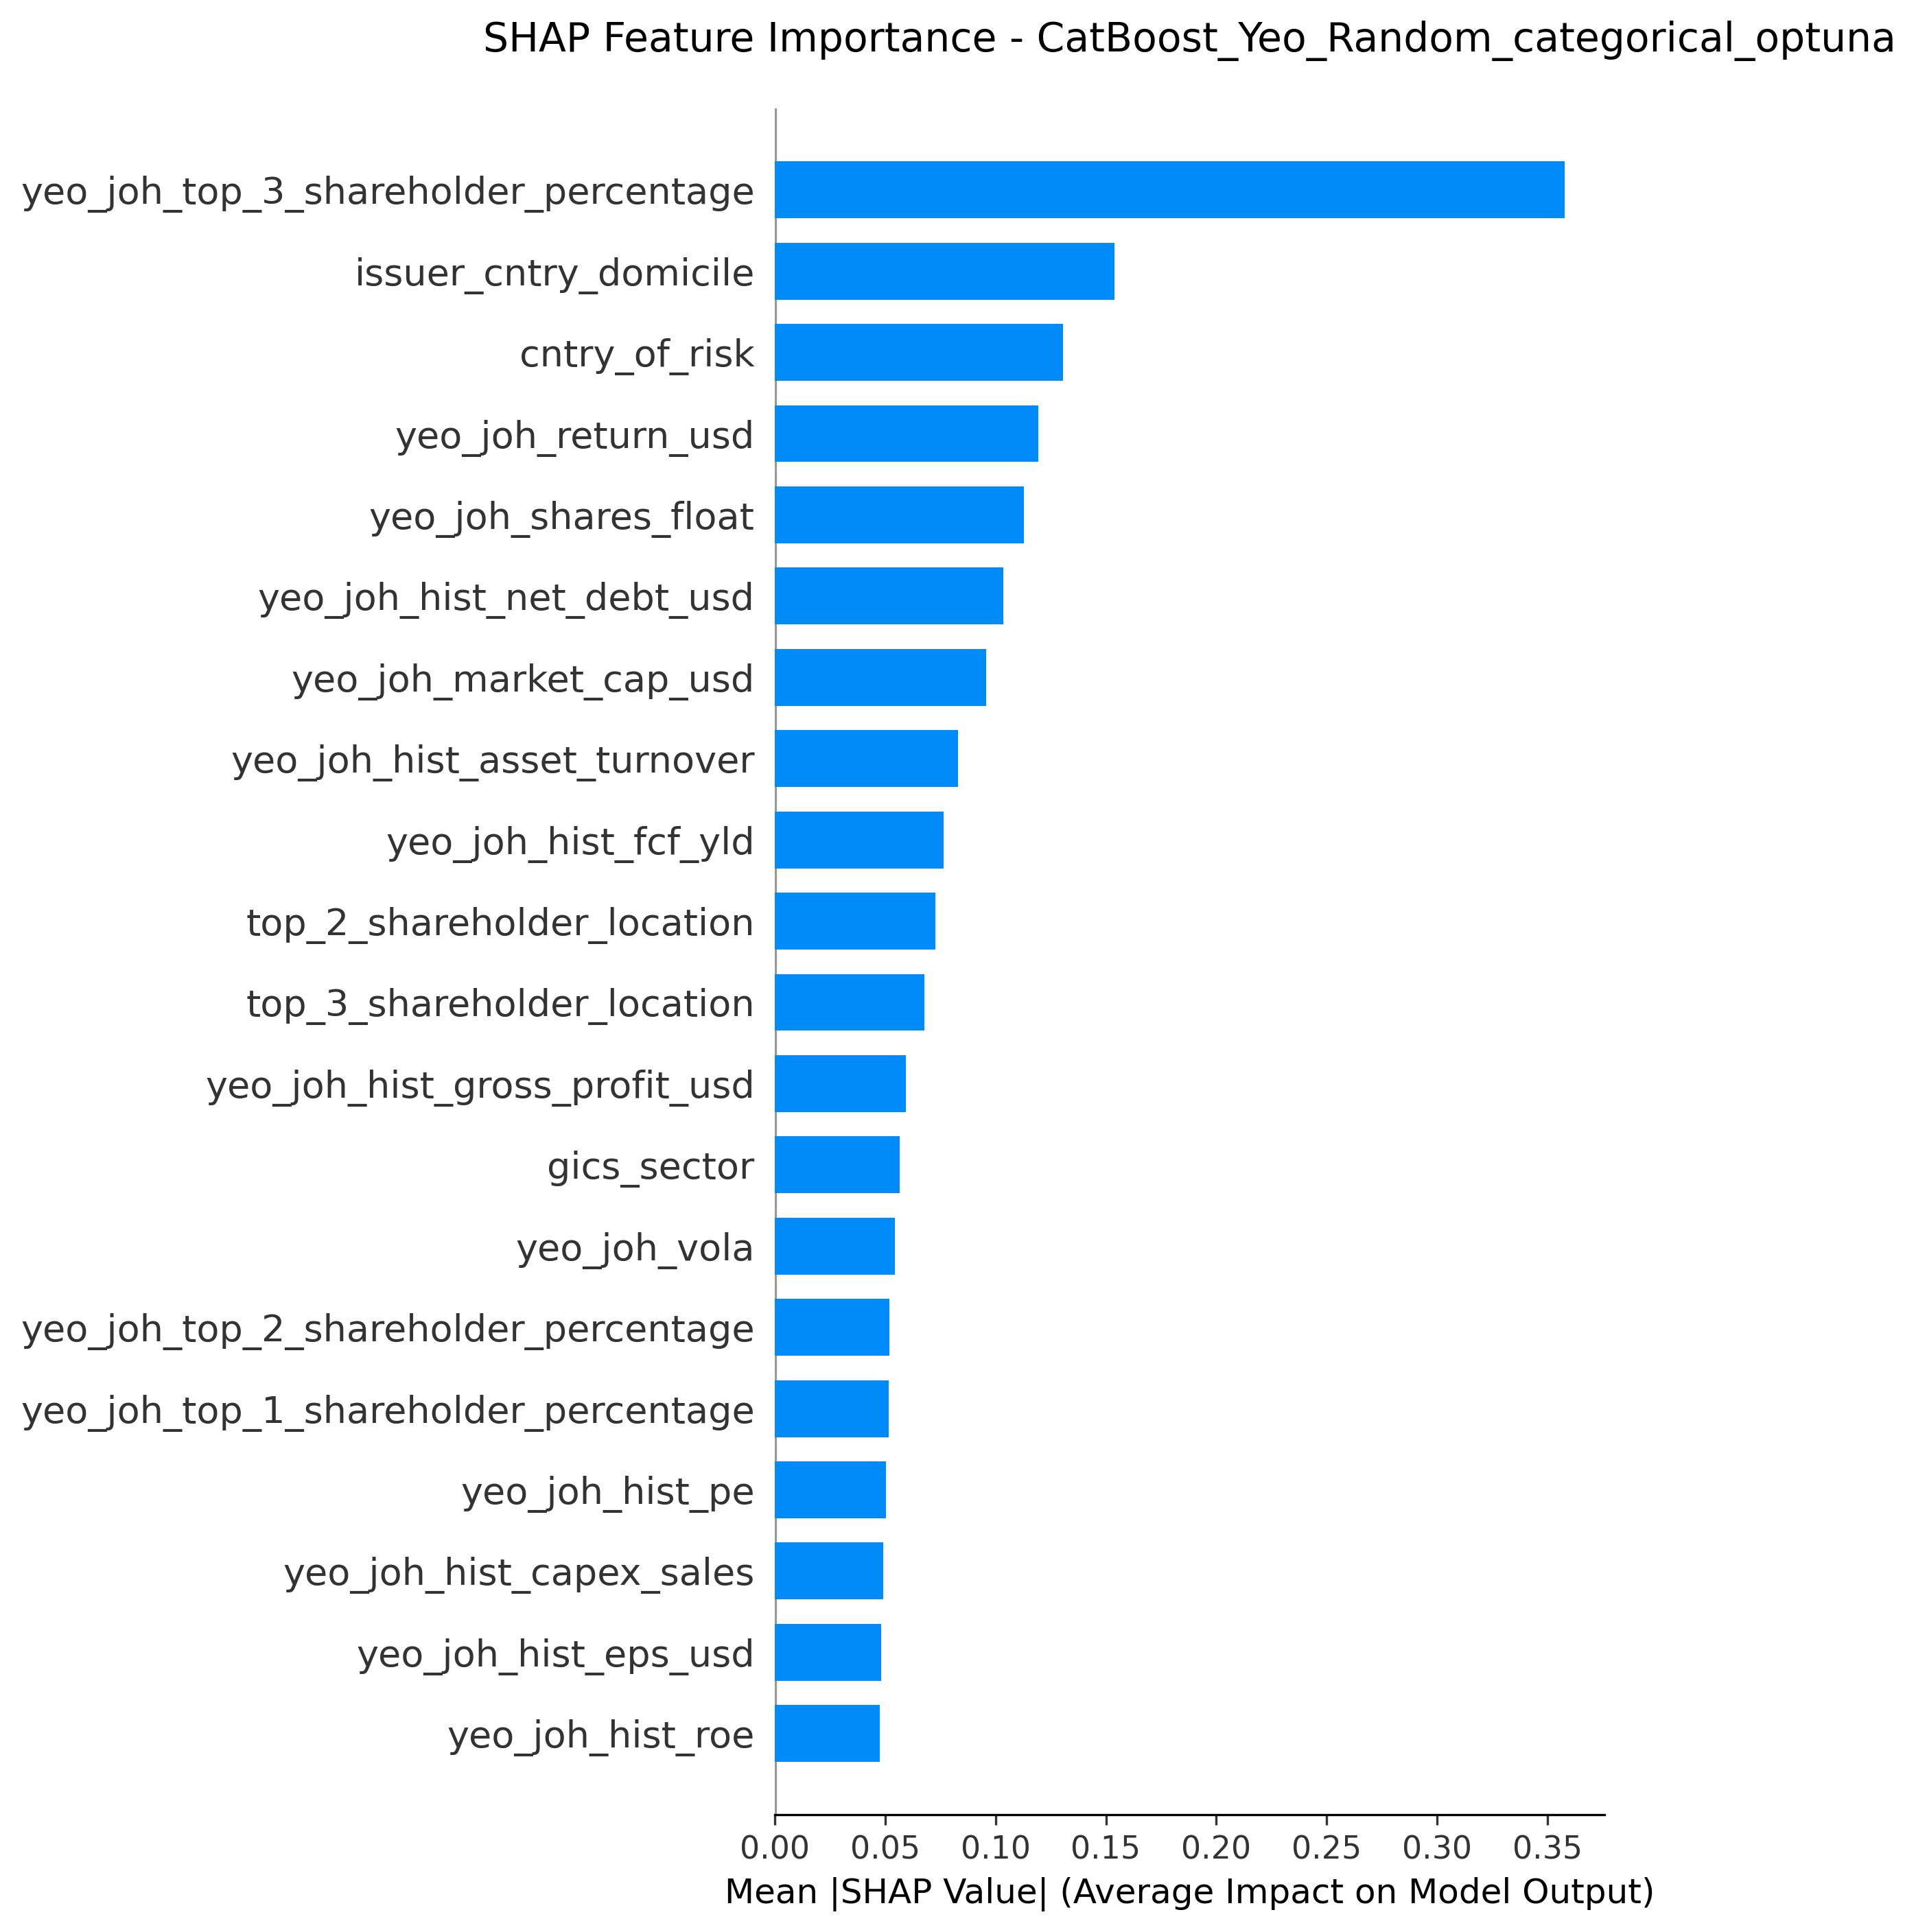 SHAP Feature Importance - CatBoost_Yeo_Random_categorical_optuna
yeo_joh_top_3_shareholder_percentage
issuer_cntry_domicile
cntry_of_risk
yeo_joh_return_usd
yeo_joh_shares_float
yeo_joh_hist_net_debt_usd
yeo_joh_market_cap_usd
yeo_joh_hist_asset_turnover
yeo_joh_hist_fcf_yld
top_2_shareholder_location
top_3_shareholder_location
yeo_joh_hist_gross_profit_usd
gics_sector
yeo_joh_vola
yeo_joh_top_2_shareholder_percentage
yeo_joh_top_1_shareholder_percentage
yeo_joh_hist_pe
yeo_joh_hist_capex_sales
yeo_joh_hist_eps_usd
yeo_joh_hist_roe
0.00 0.05 0.10 0.15 0.20 0.25 0.30 0.35
Mean |SHAP Value| (Average Impact on Model Output)